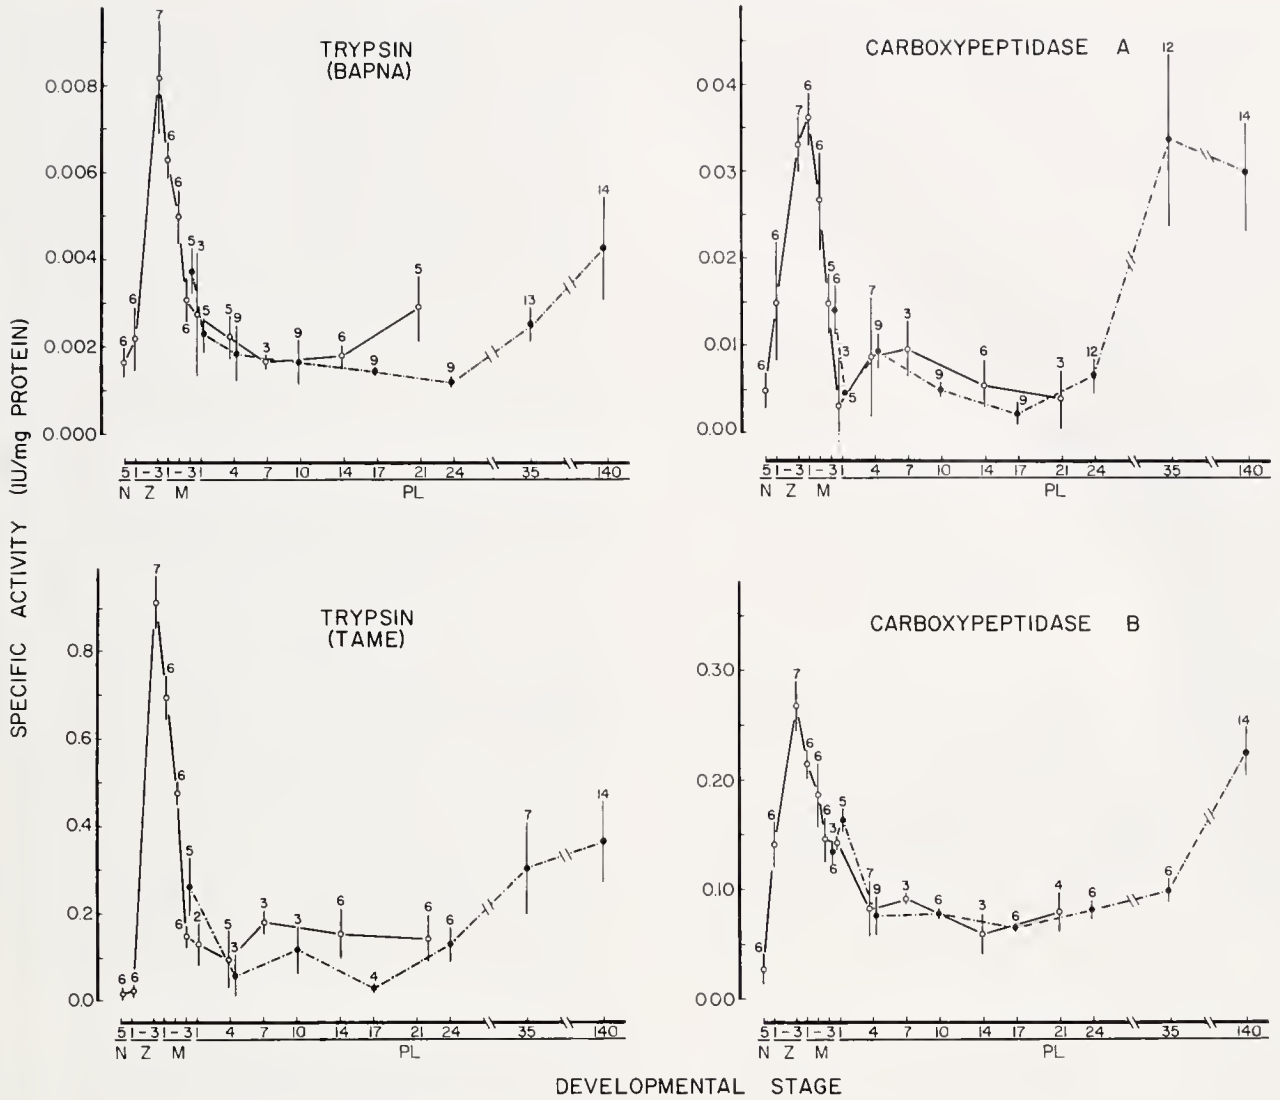 SPECIFIC ACTIVITY (IU/mg PROTEIN)
TRYPSIN
(BAPNA)
0.008
0.006
0.004
0.002
0.000
6 6 7 6 6 6 5 3 5 5 9 3 9 6 9 5 9 13 14
5 1-3 1-3 1 4 7 10 14 17 21 24 35 140
N Z M PL
CARBOXYPEPTIDASE A
0.04
0.03
0.02
0.01
0.00
6 6 7 6 6 5 6 3 5 7 9 3 9 6 9 3 12 12 14
5 1-3 1-3 1 4 7 10 14 17 21 24 35 140
N Z M PL
TRYPSIN
(TAME)
0.8
0.6
0.4
0.2
0.0
6 6 7 6 6 6 5 2 5 3 3 3 6 4 6 6 7 14
5 1-3 1-3 1 4 7 10 14 17 21 24 35 140
N Z M PL
CARBOXYPEPTIDASE B
0.30
0.20
0.10
0.00
6 6 7 6 6 6 6 3 5 7 9 3 6 3 6 4 6 6 14
5 1-3 1-3 1 4 7 10 14 17 21 24 35 140
N Z M PL
DEVELOPMENTAL STAGE